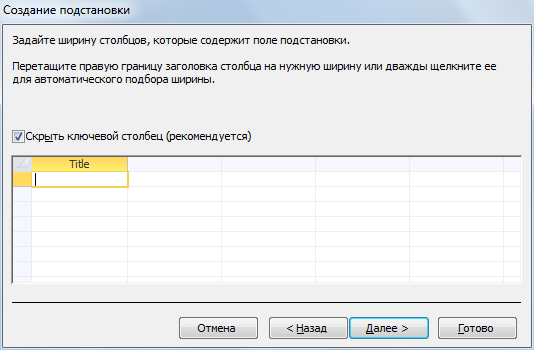 Создание подстановки
Задайте ширину столбцов, которые содержит поле подстановки.
Перетащите правую границу заголовка столбца на нужную ширину или дважды щелкните ее
для автоматического подбора ширины.
Скрыть ключевой столбец (рекомендуется)
Title
Отмена < Назад Далее > Готово